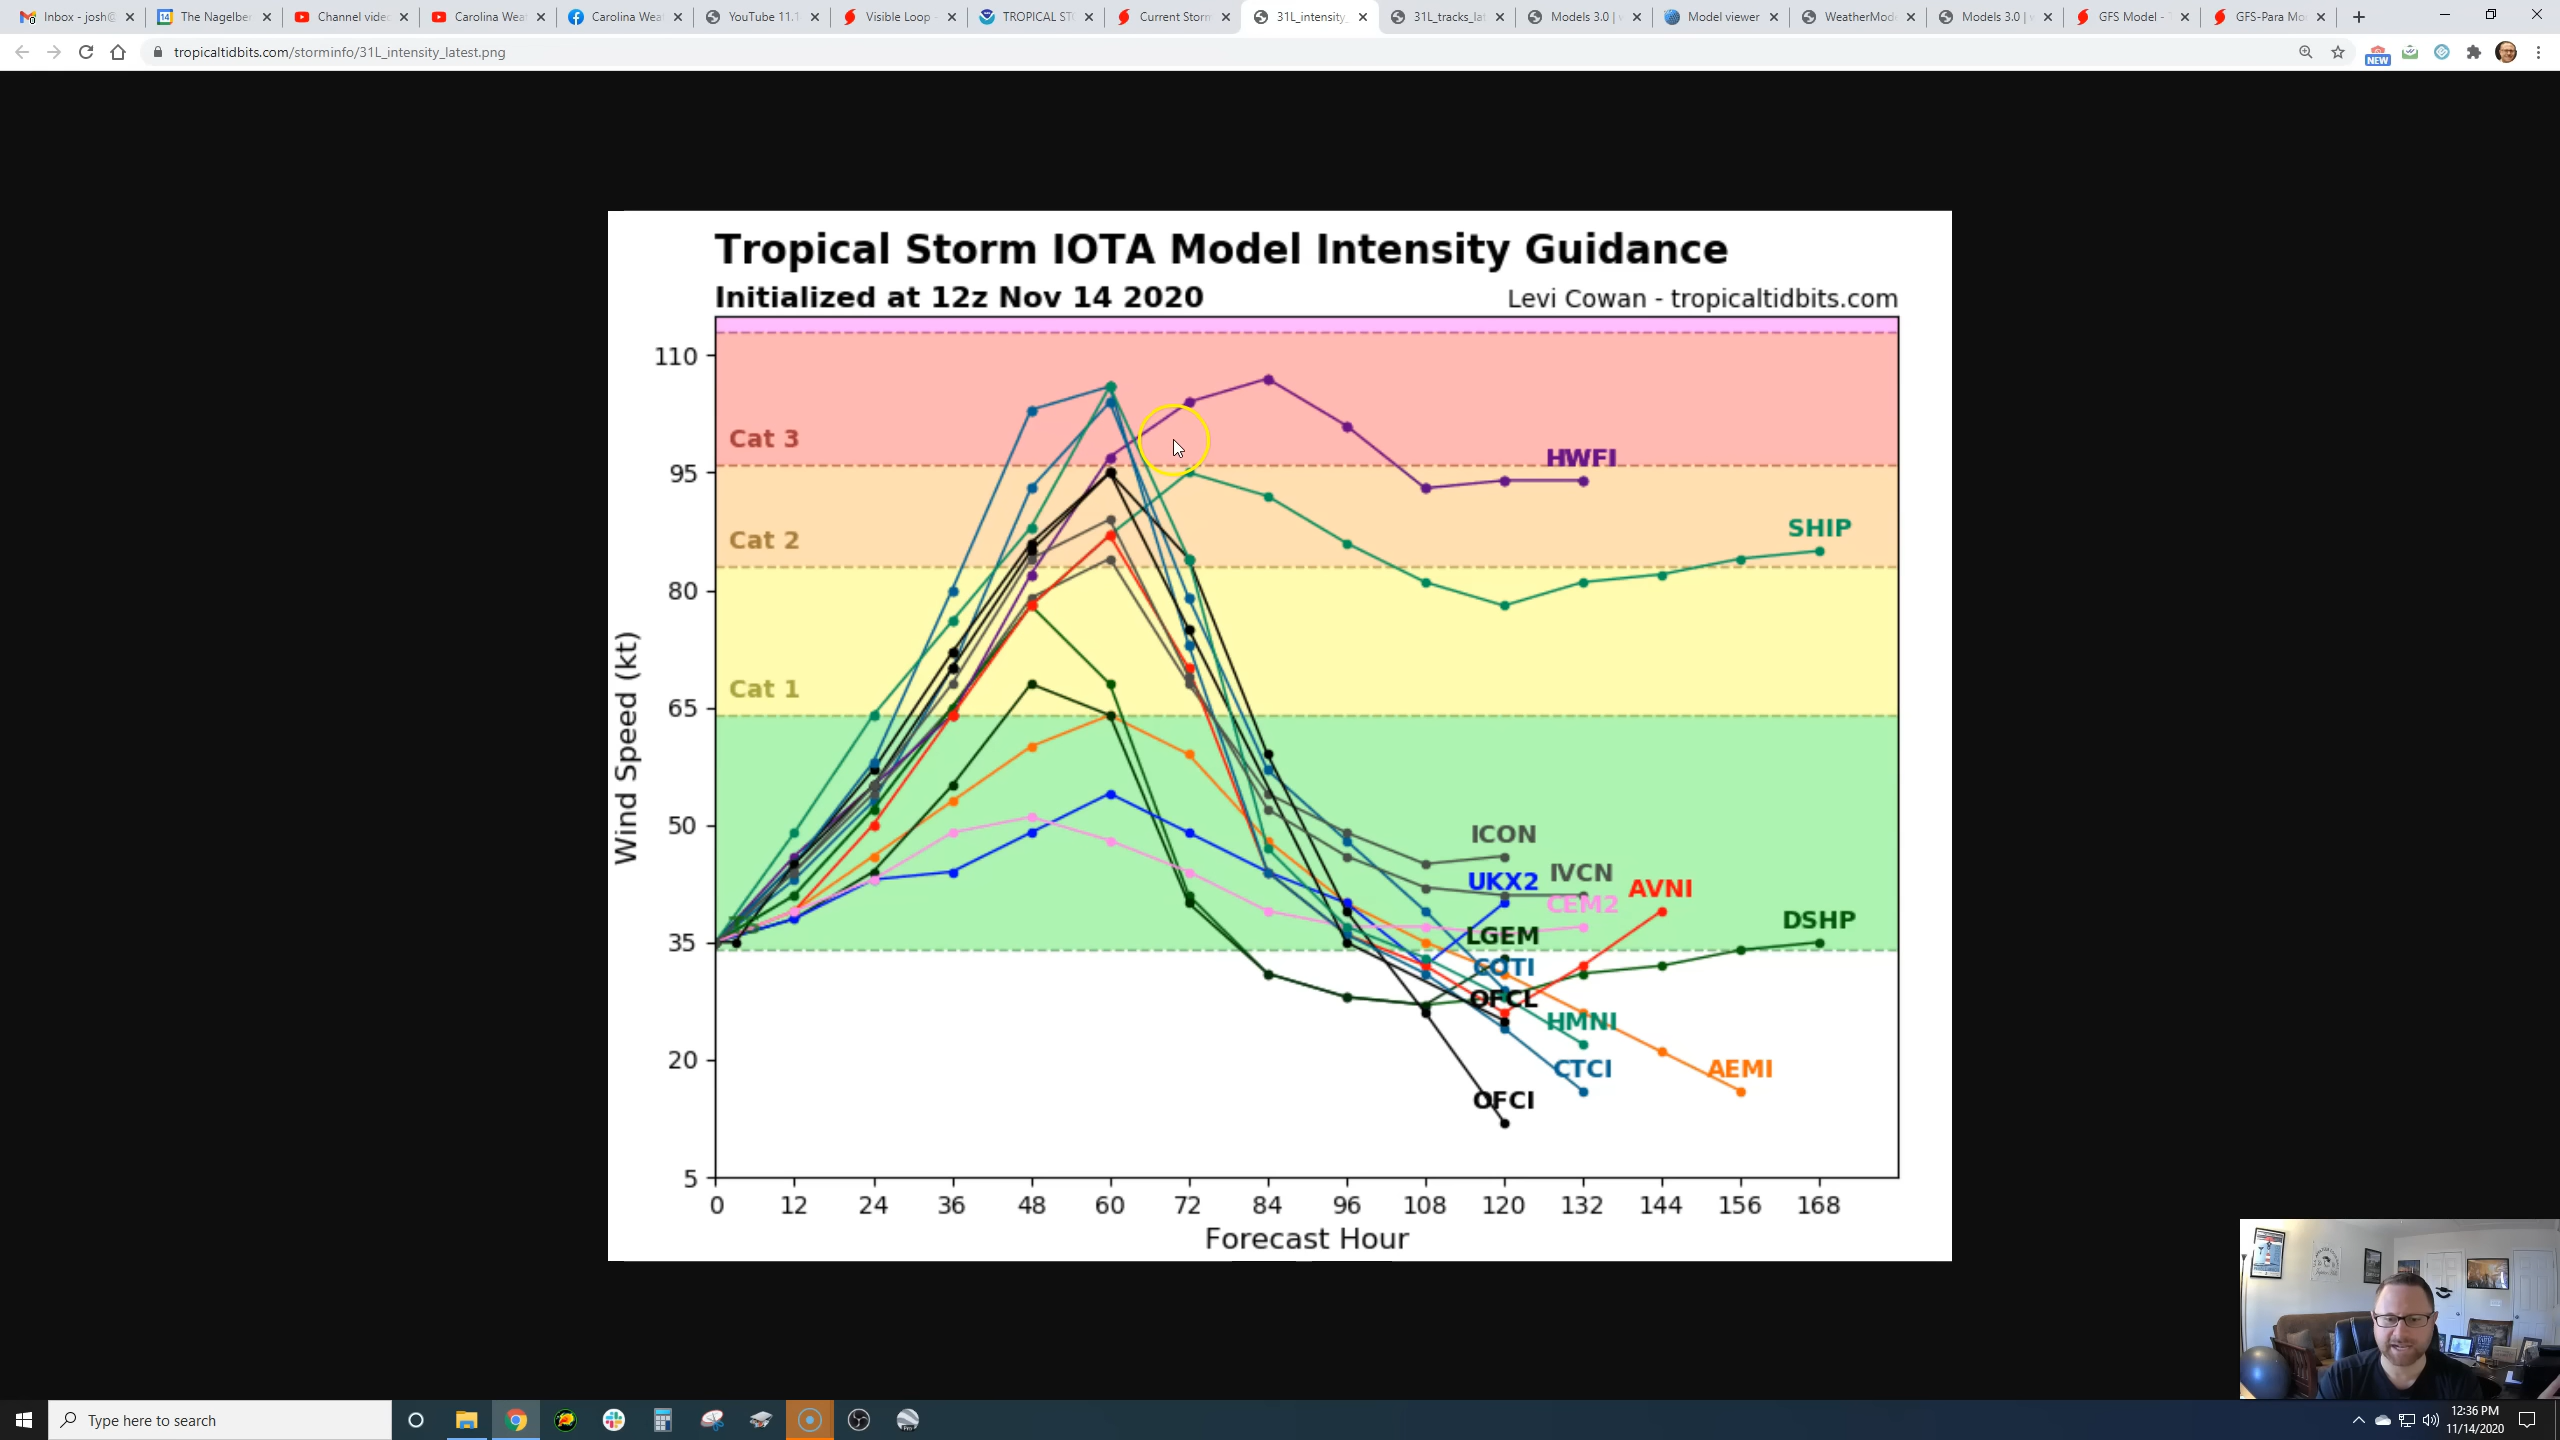 Inbox - josh@
The Nagelber
Channel vide
Carolina Wea
Carolina Wea
YouTube 11.1
Visible Loop -
TROPICAL ST
Current Storm
31L_intensity_
31L_tracks_lat
Models 3.0 |
Model viewer
WeatherMod
Models 3.0 |
GFS Model -
GFS-Para Mo
tropicaltidbits.com/storminfo/31L_intensity_latest.png
NEW
Tropical Storm IOTA Model Intensity Guidance
Initialized at 12z Nov 14 2020
Levi Cowan - tropicaltidbits.com
110
95
80
65
50
35
20
5
Wind Speed (kt)
Cat 3
Cat 2
Cat 1
HWFI
SHIP
ICON
IVCN
UKX2
CEM2
AVNI
DSHP
LGEM
COTI
OFCL
HMNI
CTCI
AEMI
OFCI
0 12 24 36 48 60 72 84 96 108 120 132 144 156 168
Forecast Hour
Type here to search
12:36 PM
11/14/2020